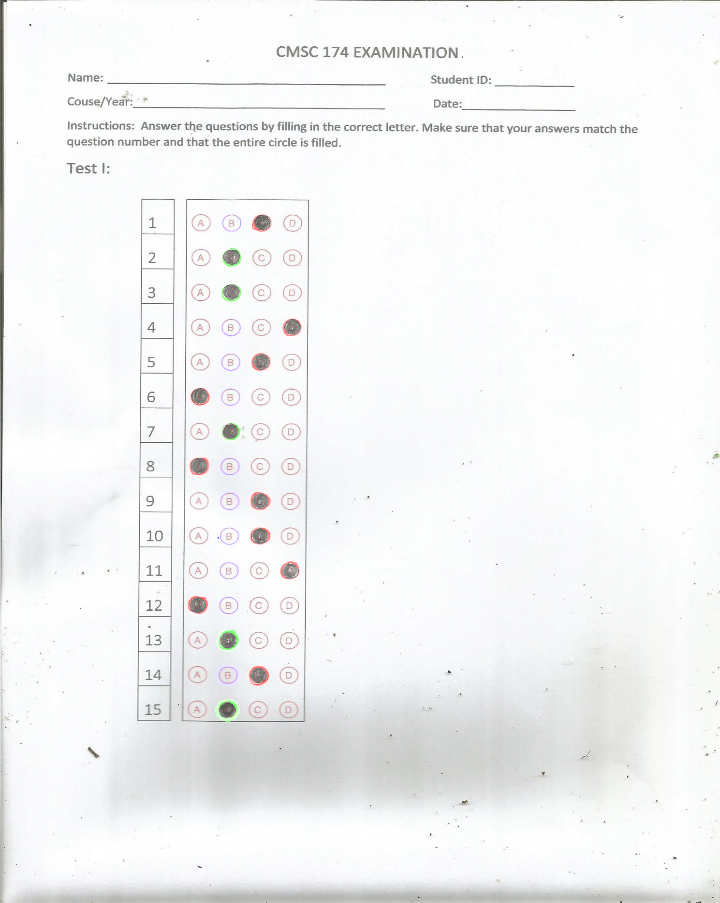 CMSC 174 EXAMINATION.
Name: ____________________ Student ID: __________
Couse/Year: ____________________ Date: __________
Instructions: Answer the questions by filling in the correct letter. Make sure that your answers match the
question number and that the entire circle is filled.
Test I:
1 A B D
2 A C D
3 A C D
4 A B C
5 A B D
6 B C D
7 A C D
8 B C D
9 A B D
10 A B D
11 A B C
12 B C D
13 A C D
14 A B D
15 A C D